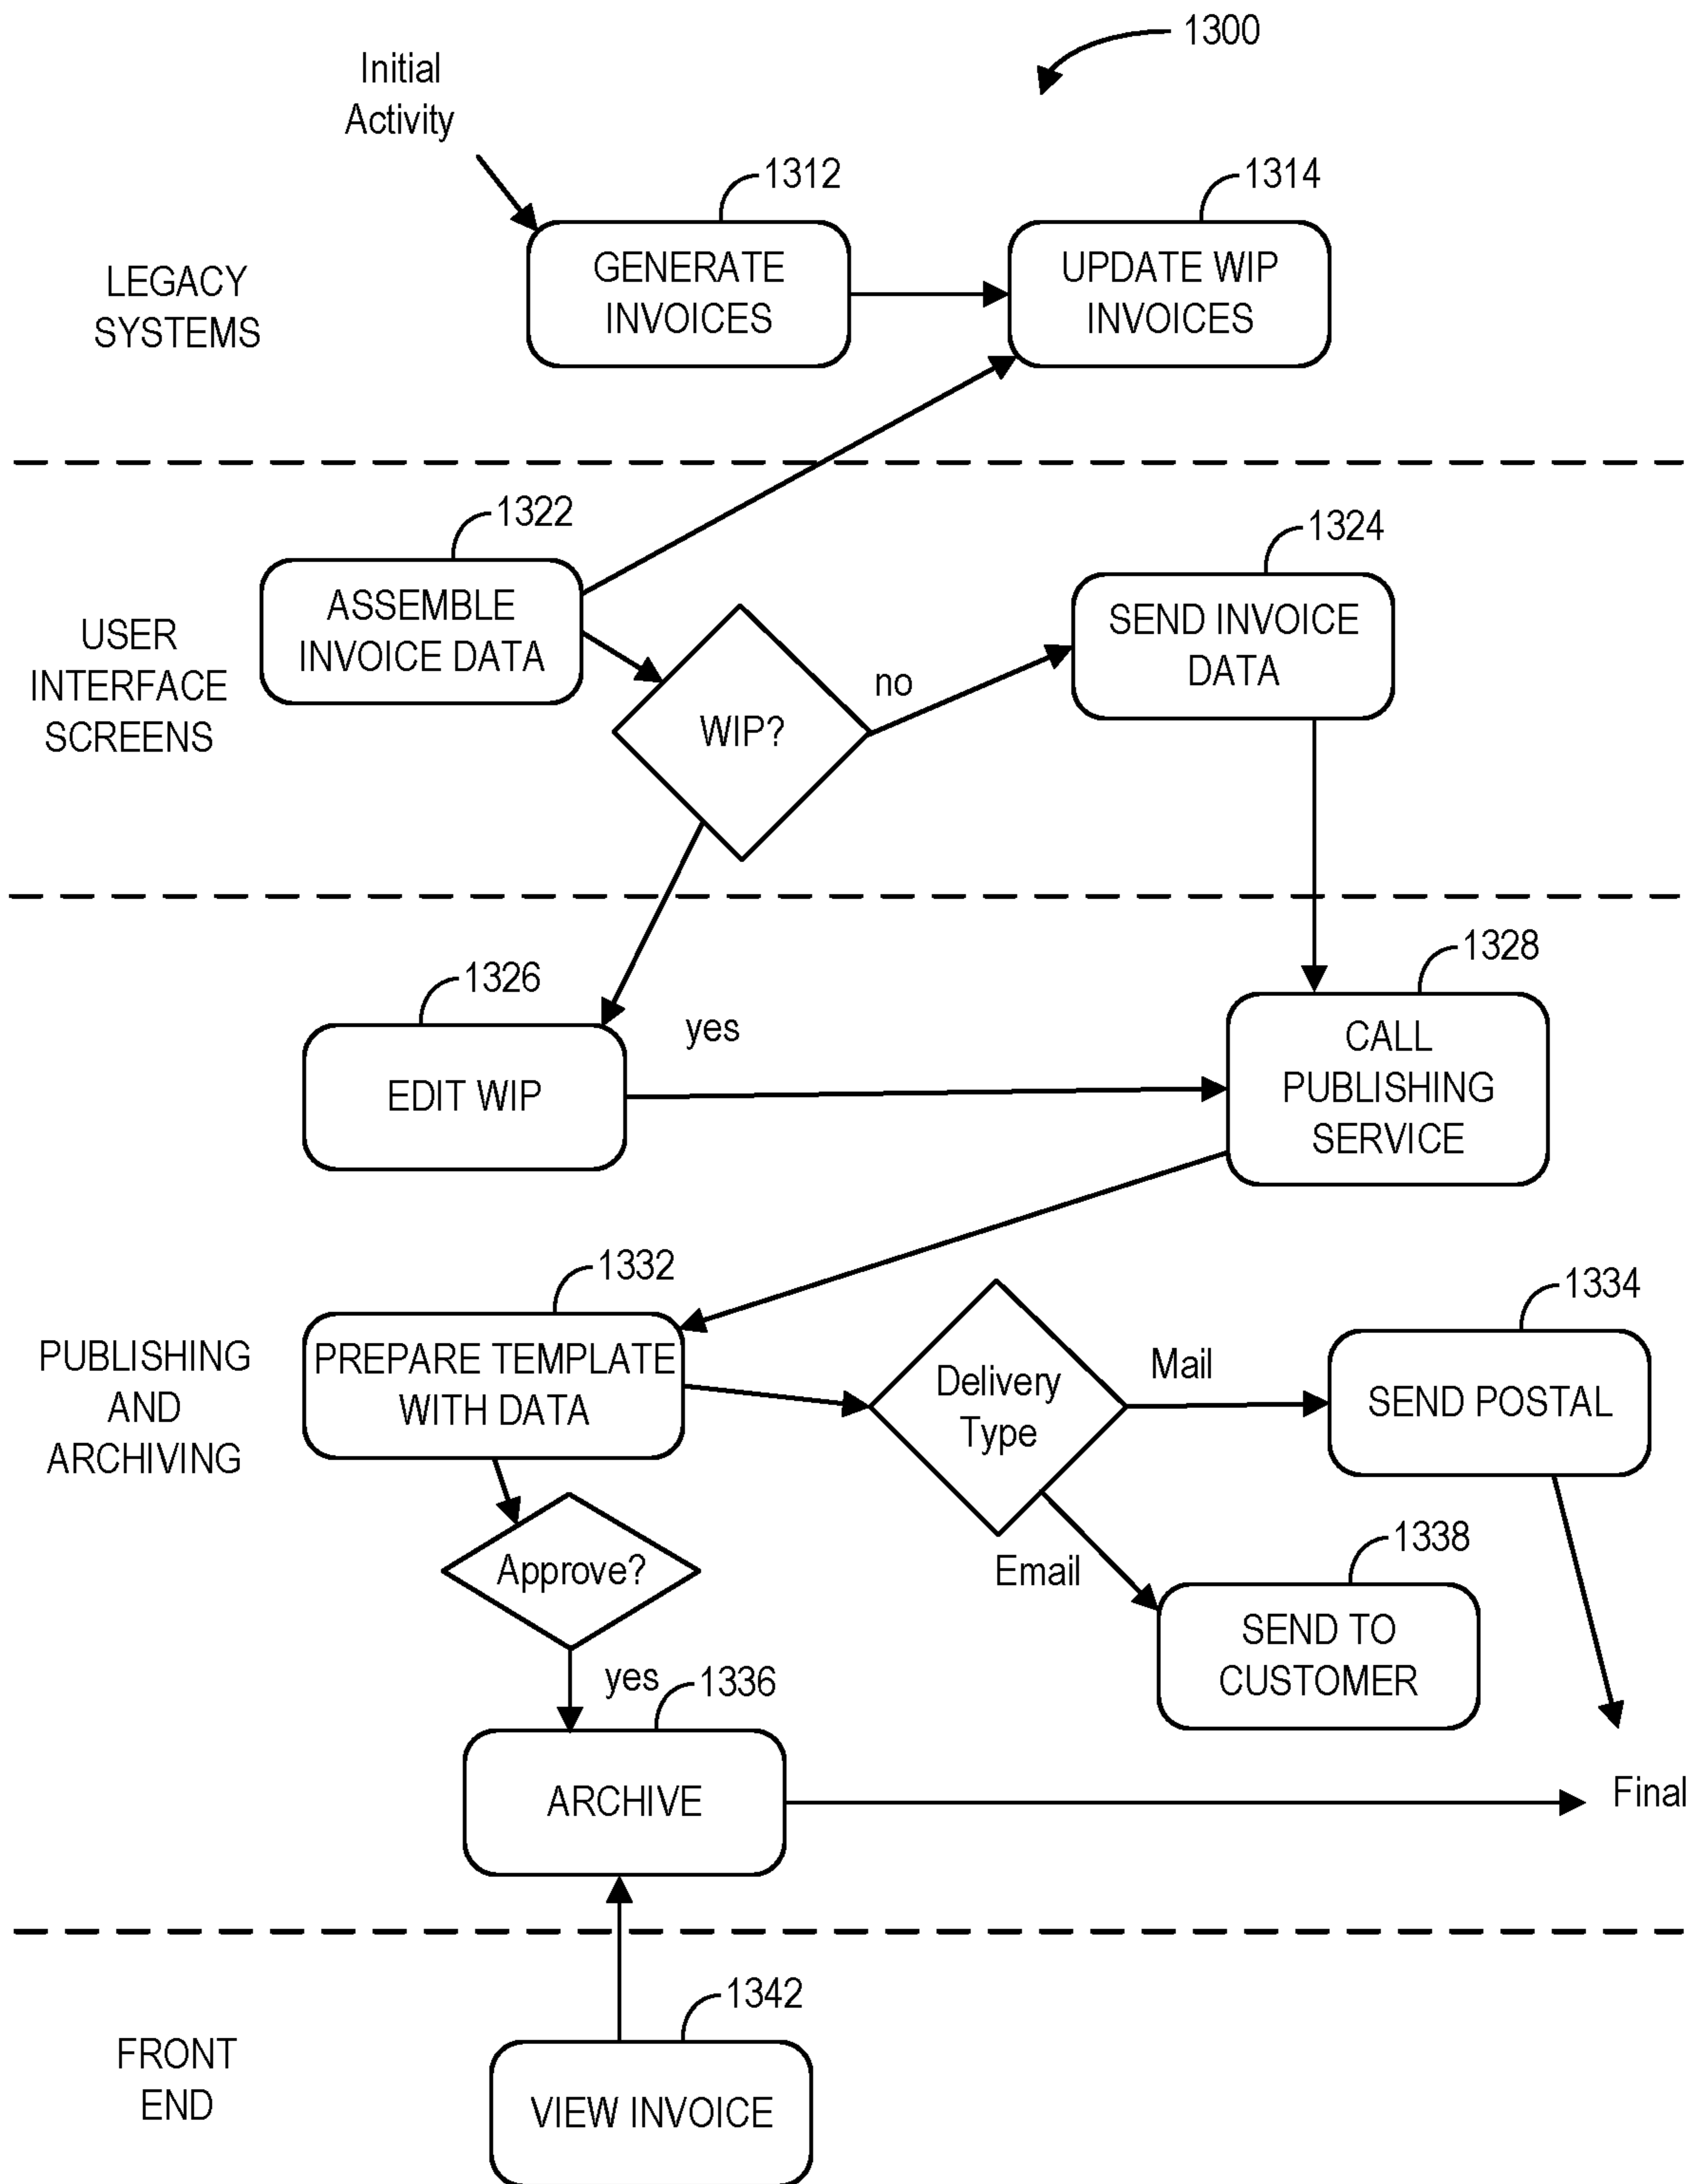 1300
Initial
Activity
1312
1314
LEGACY
SYSTEMS
GENERATE
INVOICES
UPDATE WIP
INVOICES
1322
1324
USER
INTERFACE
SCREENS
ASSEMBLE
INVOICE DATA
WIP?
no
SEND INVOICE
DATA
1326
1328
EDIT WIP
yes
CALL
PUBLISHING
SERVICE
1332
1334
PUBLISHING
AND
ARCHIVING
PREPARE TEMPLATE
WITH DATA
Delivery
Type
Mail
SEND POSTAL
Approve?
Email
1338
SEND TO
CUSTOMER
yes
1336
ARCHIVE
Final
1342
FRONT
END
VIEW INVOICE